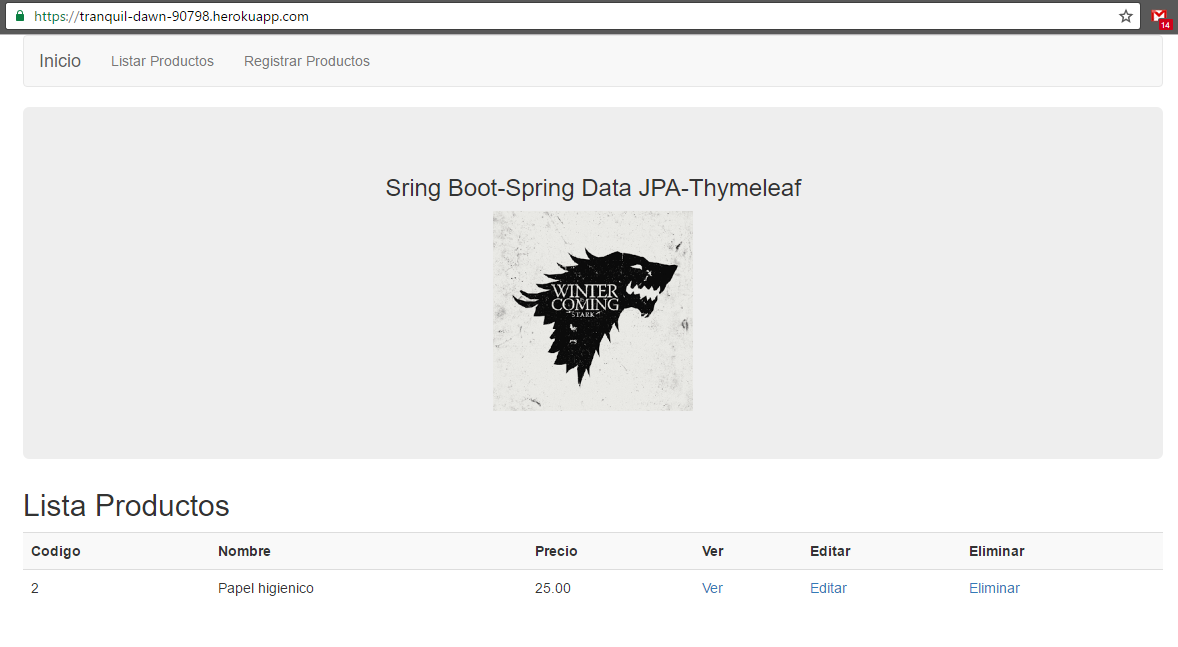 https://tranquil-dawn-90798.herokuapp.com
14
Inicio Listar Productos Registrar Productos
Sring Boot-Spring Data JPA-Thymeleaf
WINTER
COMING
STARK
Lista Productos
Codigo Nombre Precio Ver Editar Eliminar
2 Papel higienico 25.00 Ver Editar Eliminar